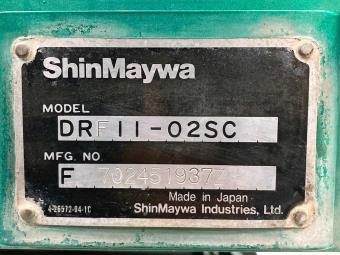 ShinMaywa
MODEL
DRF11-02SC
MFG. NO.
F 7024519377
Made in Japan
ShinMaywa Industries, Ltd.